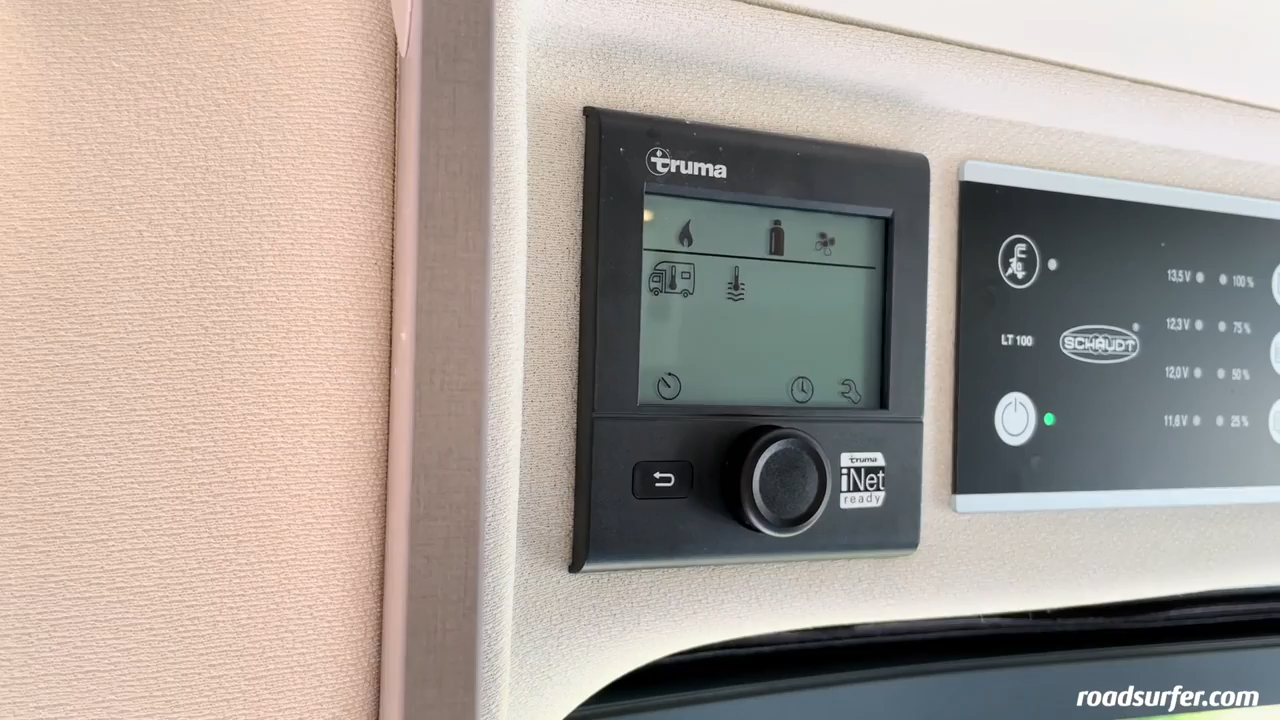 truma
truma
iNet
ready
13,5 V 100 %
12,3 V 75 %
LT 100
SCHAUDT
12,0 V 50 %
11,6 V 25 %
roadsurfer.com